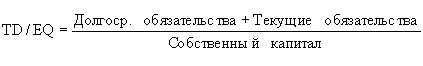 TD / EQ = Долгоср. обязательства + Текущие обязательства
Собственный капитал